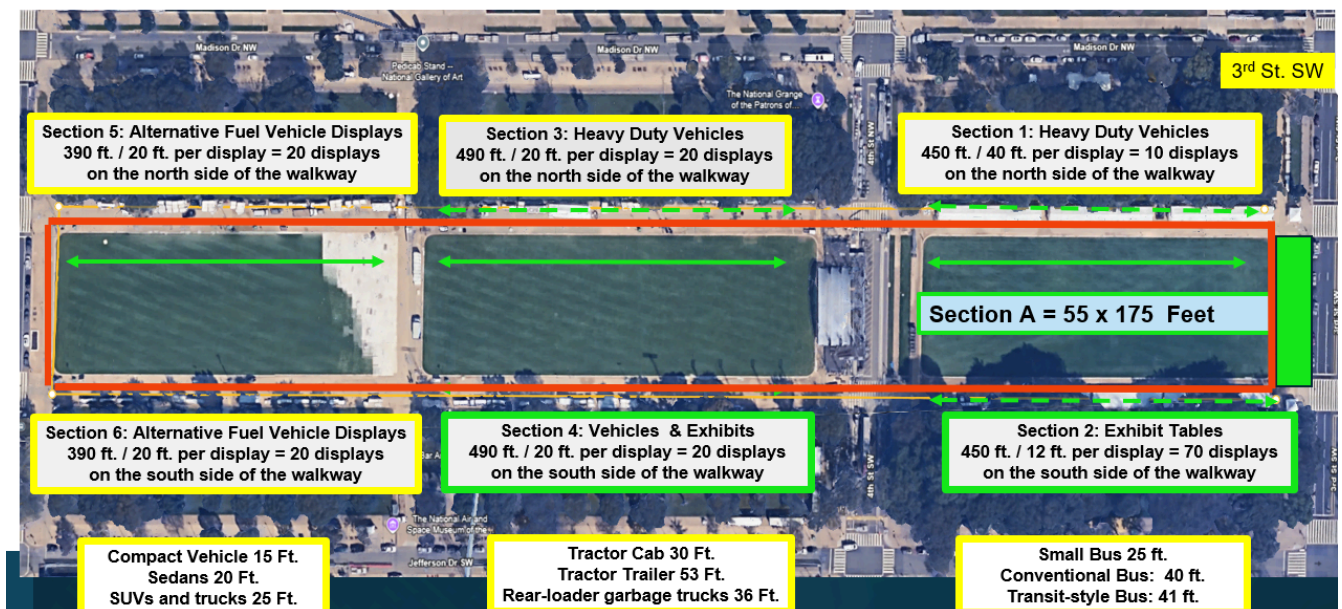 Madison Dr NW
Madison Dr NW
Madison Dr NW
Pedicab Stand –
National Gallery of Art
3rd St. SW
The National Grange
of the Patrons of...
Section 5: Alternative Fuel Vehicle Displays
390 ft. / 20 ft. per display = 20 displays
on the north side of the walkway
Section 3: Heavy Duty Vehicles
490 ft. / 20 ft. per display = 20 displays
on the north side of the walkway
4th St NW
Section 1: Heavy Duty Vehicles
450 ft. / 40 ft. per display = 10 displays
on the north side of the walkway
Section A = 55 x 175 Feet
Section 6: Alternative Fuel Vehicle Displays
390 ft. / 20 ft. per display = 20 displays
on the south side of the walkway
Section 4: Vehicles & Exhibits
490 ft. / 20 ft. per display = 20 displays
on the south side of the walkway
4th St SW
Section 2: Exhibit Tables
450 ft. / 12 ft. per display = 70 displays
on the south side of the walkway
3rd St SW
The National Air and
Space Museum of the
Jefferson Dr SW
Compact Vehicle 15 Ft.
Sedans 20 Ft.
SUVs and trucks 25 Ft.
Tractor Cab 30 Ft.
Tractor Trailer 53 Ft.
Rear-loader garbage trucks 36 Ft.
Small Bus 25 ft.
Conventional Bus: 40 ft.
Transit-style Bus: 41 ft.